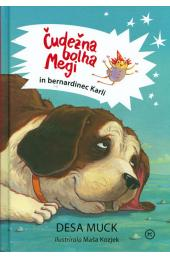 Čudežna
bolha
Megi
in bernardinec Karli
DESA MUCK
Ilustrirala Maša Kozjek